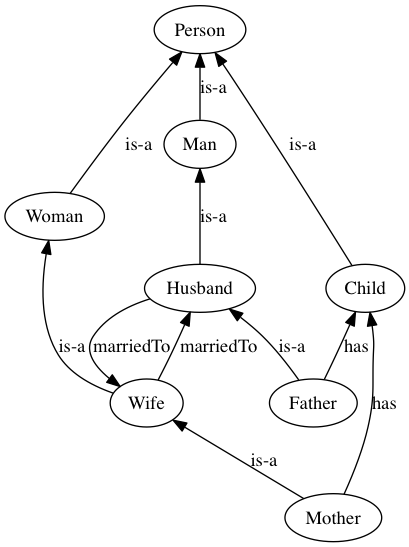 Person
is-a
is-a
is-a
Man
Woman
is-a
Husband
Child
is-a
marriedTo
marriedTo
is-a
has
Wife
Father
has
is-a
Mother